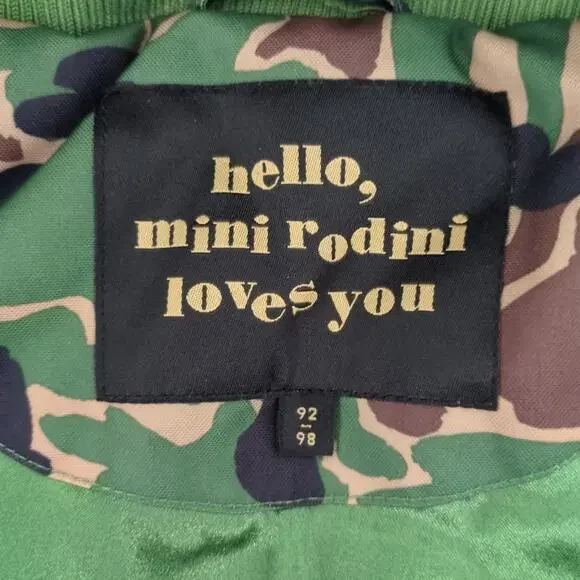 hello,
mini rodini
loves you
92
–
98